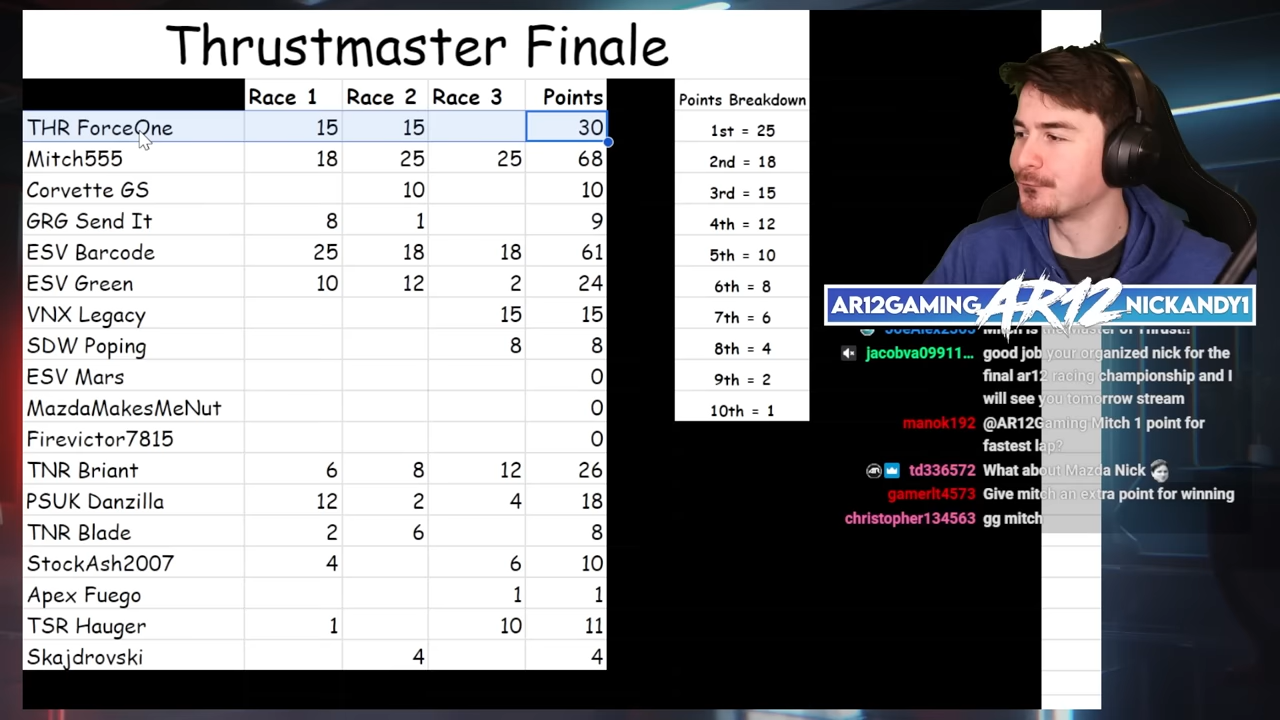 Thrustmaster Finale
Race 1 Race 2 Race 3 Points
THR ForceOne 15 15 30
Mitch555 18 25 25 68
Corvette GS 10 10
GRG Send It 8 1 9
ESV Barcode 25 18 18 61
ESV Green 10 12 2 24
VNX Legacy 15 15
SDW Poping 8 8
ESV Mars 0
MazdaMakesMeNut 0
Firevictor7815 0
TNR Briant 6 8 12 26
PSUK Danzilla 12 2 4 18
TNR Blade 2 6 8
StockAsh2007 4 6 10
Apex Fuego 1 1
TSR Hauger 1 10 11
Skajdrovski 4 4
Points Breakdown
1st = 25
2nd = 18
3rd = 15
4th = 12
5th = 10
6th = 8
7th = 6
8th = 4
9th = 2
10th = 1
AR12GAMING AR12 NICKANDY1
Mitch is the master of Thrust!!
jacobva09911... good job your organized nick for the
final ar12 racing championship and I
will see you tomorrow stream
manok192 @AR12Gaming Mitch 1 point for
fastest lap?
td336572 What about Mazda Nick
gamerlt4573 Give mitch an extra point for winning
christopher134563 gg mitch